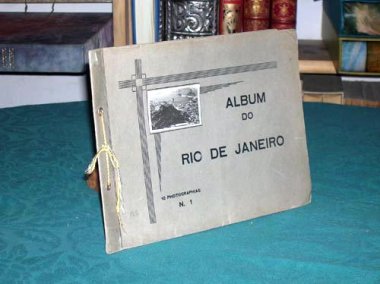 ALBUM
DO
RIO DE JANEIRO
12 PHOTOGRAPHIAS
N. 1